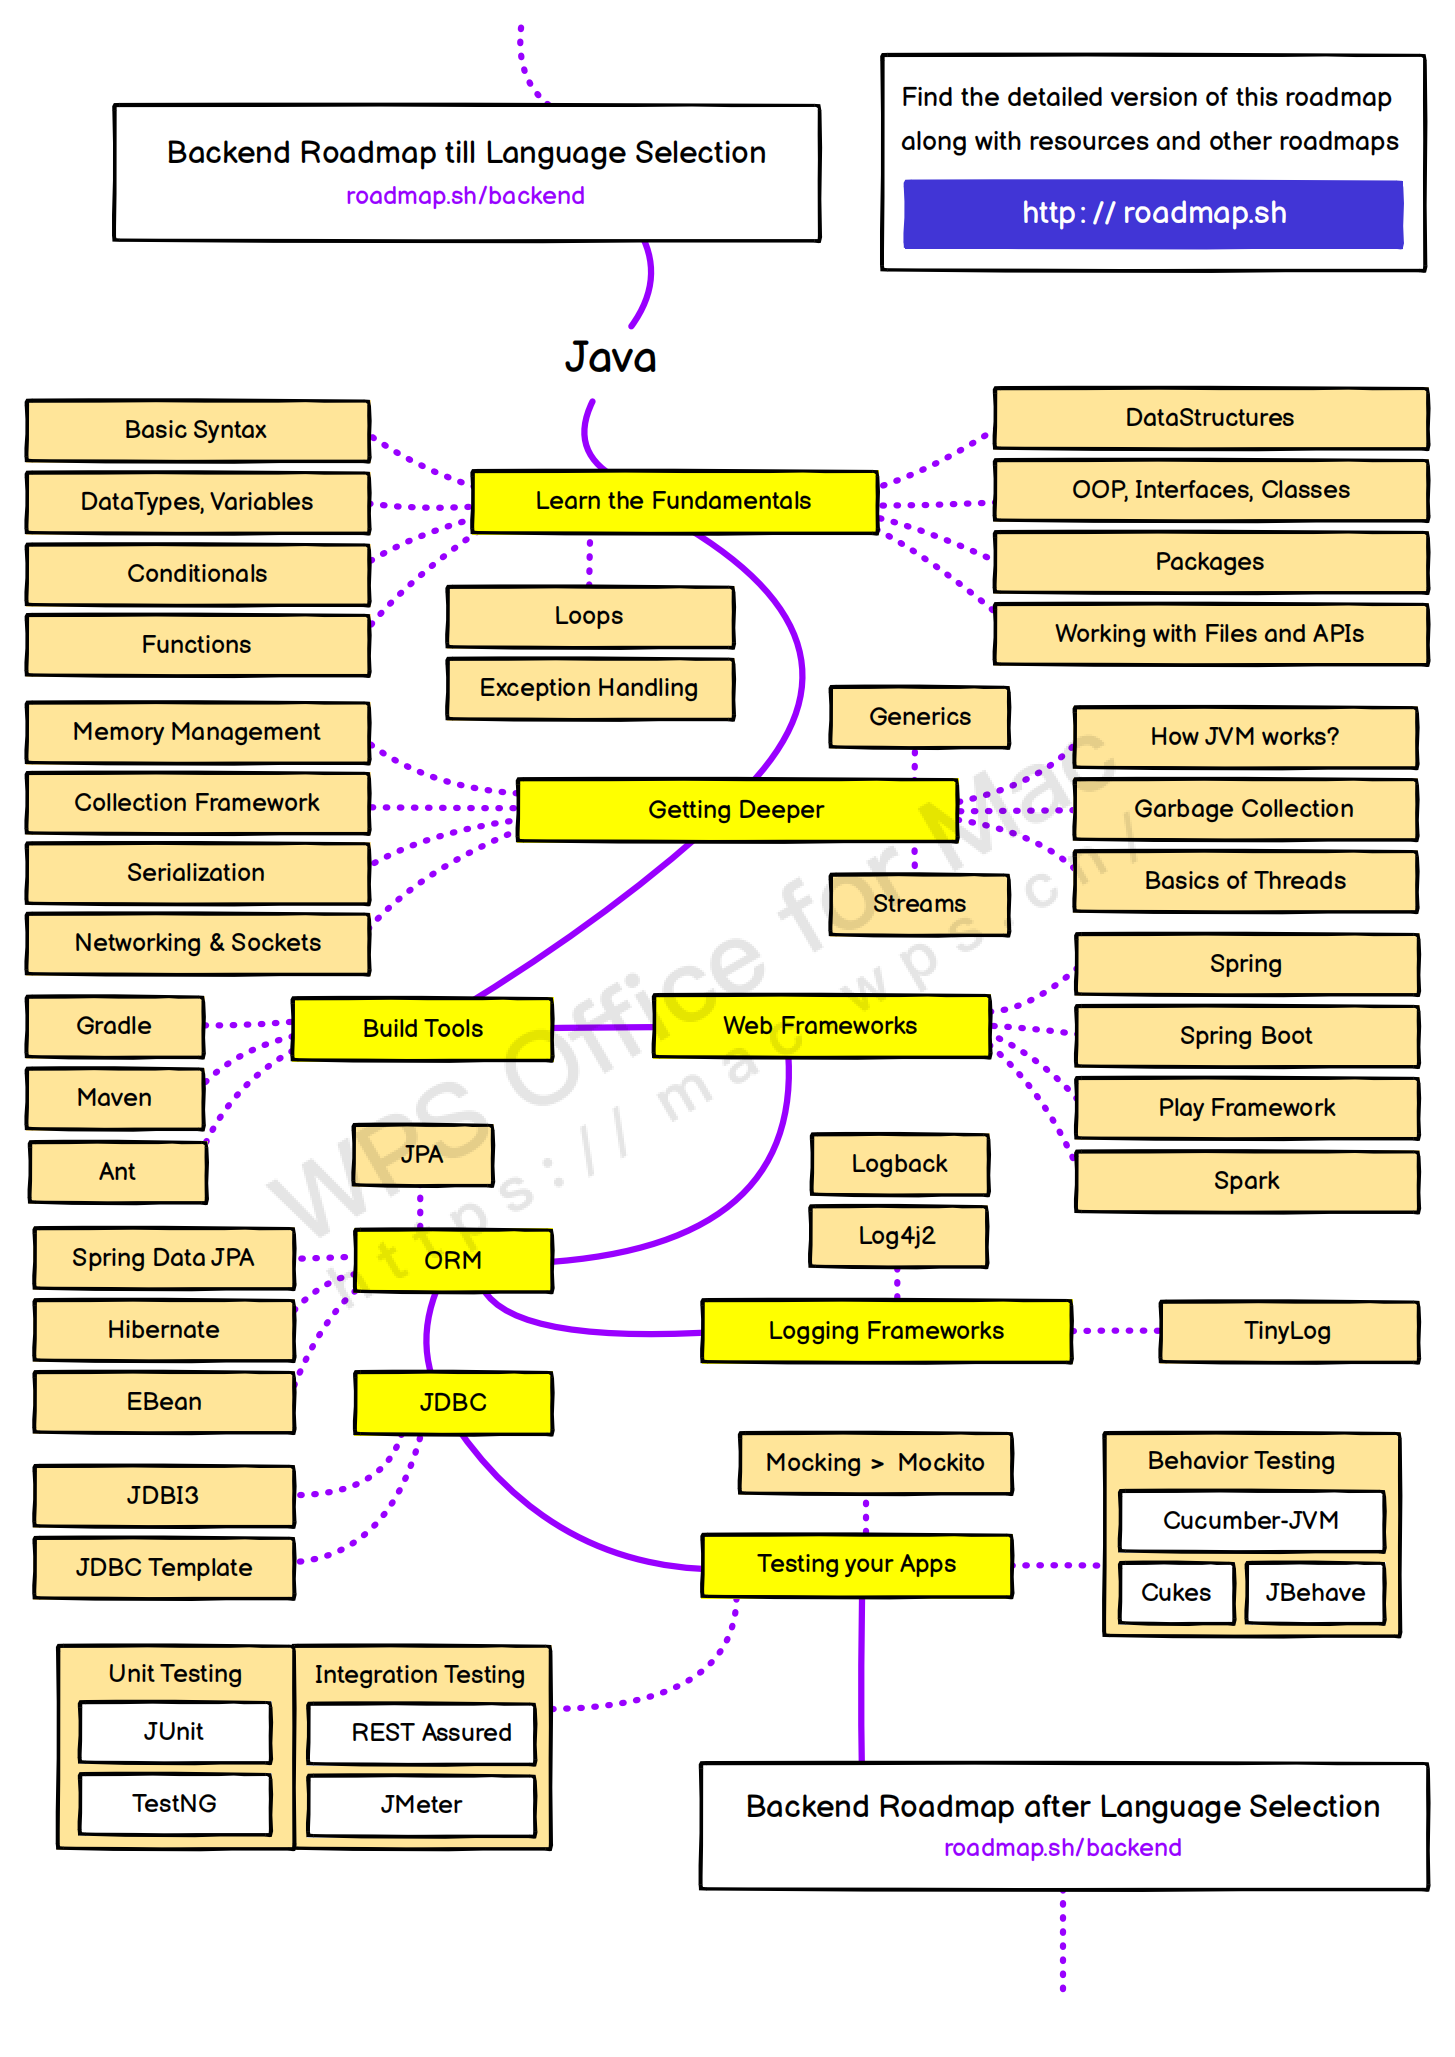 Backend Roadmap till Language Selection
roadmap.sh/backend
Find the detailed version of this roadmap
along with resources and other roadmaps
http://roadmap.sh
Java
Basic Syntax
DataTypes, Variables
Conditionals
Functions
Learn the Fundamentals
Loops
Exception Handling
DataStructures
OOP, Interfaces, Classes
Packages
Working with Files and APIs
Memory Management
Collection Framework
Serialization
Networking & Sockets
Getting Deeper
Generics
Streams
How JVM works?
Garbage Collection
Basics of Threads
Gradle
Maven
Ant
Build Tools
Web Frameworks
Spring
Spring Boot
Play Framework
Spark
JPA
ORM
Spring Data JPA
Hibernate
EBean
Logback
Log4j2
Logging Frameworks
TinyLog
JDBC
JDBI3
JDBC Template
Mocking > Mockito
Testing your Apps
Behavior Testing
Cucumber-JVM
Cukes
JBehave
Unit Testing
JUnit
TestNG
Integration Testing
REST Assured
JMeter
Backend Roadmap after Language Selection
roadmap.sh/backend
WPS Office for Mac
https://mac.wps.cn/